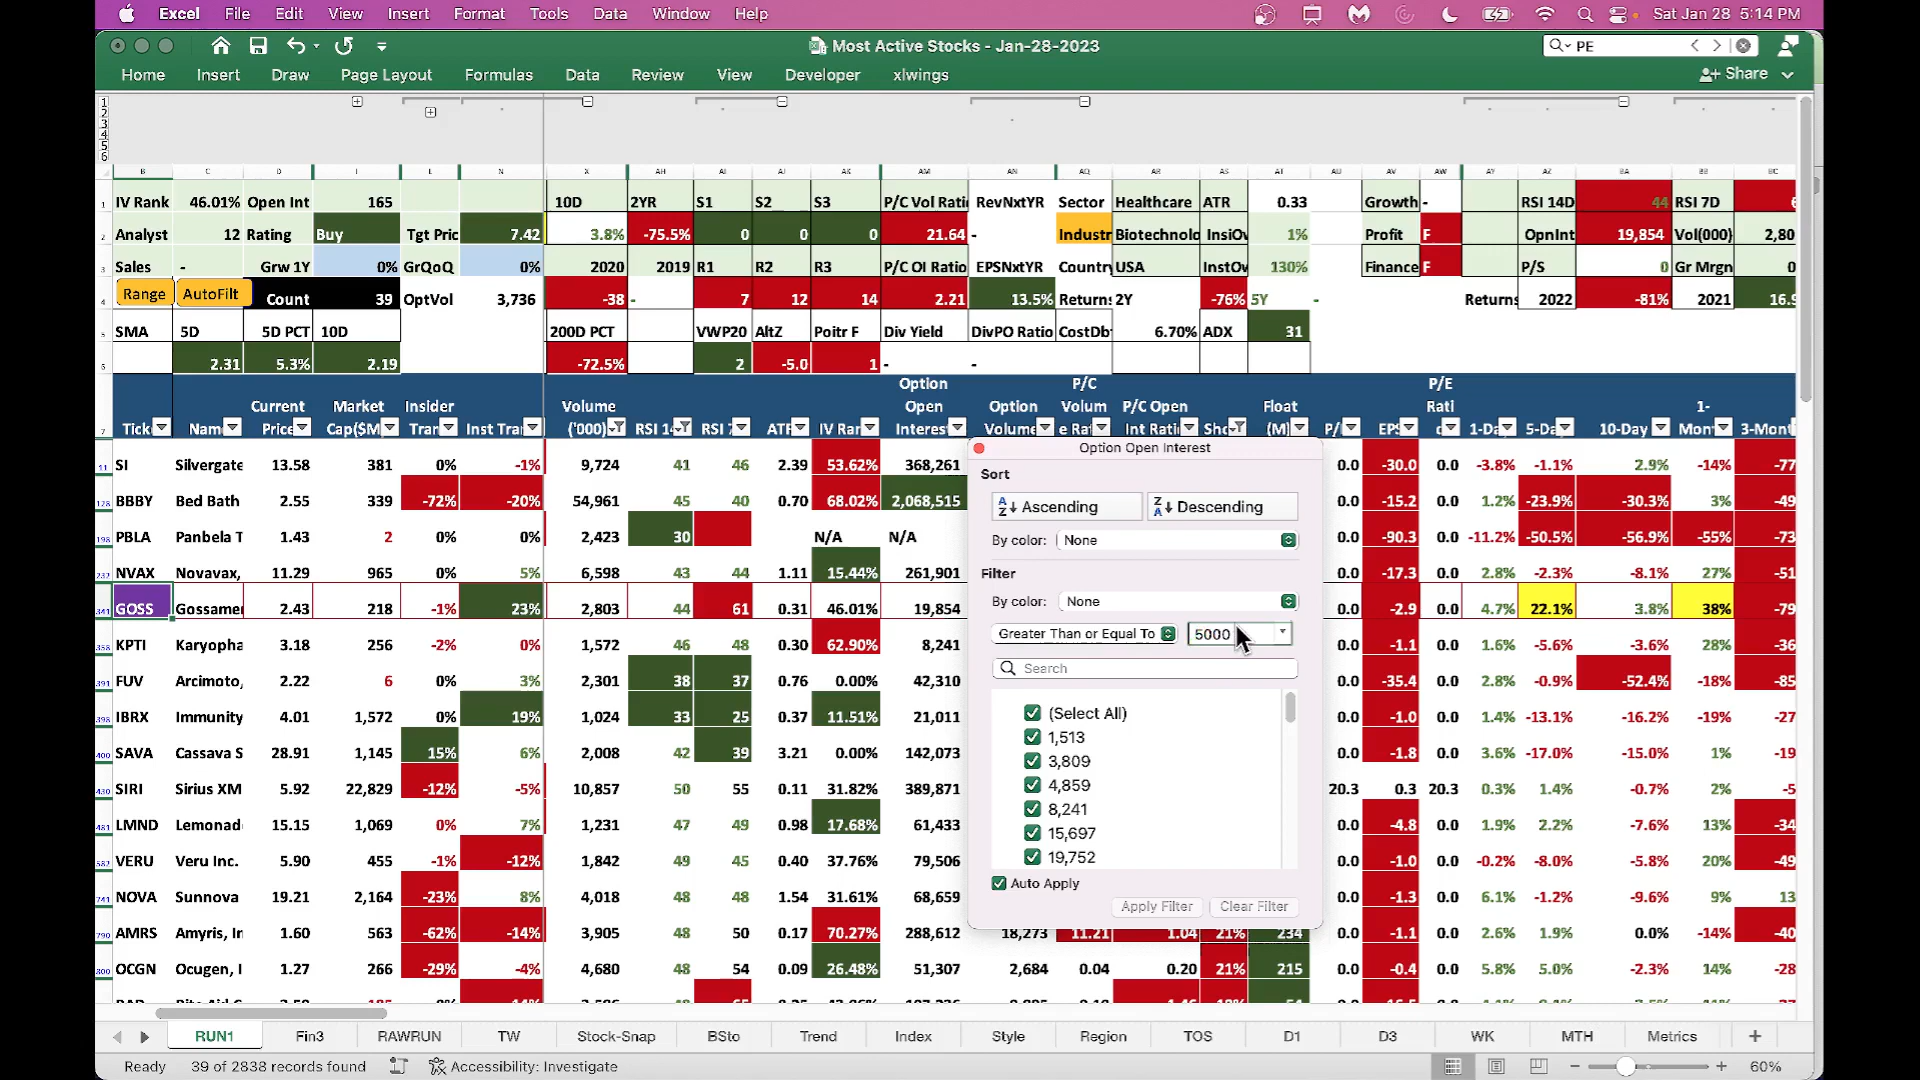 Excel File Edit View Insert Format Tools Data Window Help Sat Jan 28 5:14 PM
Most Active Stocks - Jan-28-2023 PE
Home Insert Draw Page Layout Formulas Data Review View Developer xlwings Share
1
2
3
4
5
6
IV Rank 46.01% Open Int 165 10D 2YR S1 S2 S3 P/C Vol Ratio RevNxtYR Sector Healthcare ATR 0.33 Growth - RSI 14D 44 RSI 7D
Analyst 12 Rating Buy Tgt Pric 7.42 3.8% -75.5% 0 0 0 21.64 - Industr Biotechnolo InsiOv 1% Profit F OpnInt 19,854 Vol(000) 2,80
Sales - Grw 1Y 0% GrQoQ 0% 2020 2019 R1 R2 R3 P/C OI Ratio EPSNxtYR Country USA InstOv 130% Finance F P/S 0 Gr Mrgn 0
Range AutoFilt Count 39 OptVol 3,736 -38 - 7 12 14 2.21 13.5% Return: 2Y -76% 5Y - Return: 2022 -81% 2021 16.9
SMA 5D 5D PCT 10D 200D PCT VWP20 AltZ Poitr F Div Yield DivPO Ratio CostDb 6.70% ADX 31
2.31 5.3% 2.19 -72.5% 2 -5.0 1 - -
Option P/C P/E
Current Market Insider Volume Open Option Volum P/C Open Float Rati 1-
Tick Nam Price Cap($M Tran Inst Tran ('000) RSI 1 RSI 7 ATF IV Ran Interest Volume e Rat Int Rati Sho (M) P/ EPS 1-Da 5-Da 10-Day Mont 3-Mont
SI Silvergate 13.58 381 0% -1% 9,724 41 46 2.39 53.62% 368,261 0.0 -30.0 0.0 -3.8% -1.1% 2.9% -14% -77
BBBY Bed Bath 2.55 339 -72% -20% 54,961 45 40 0.70 68.02% 2,068,515 0.0 -15.2 0.0 1.2% -23.9% -30.3% 3% -49
PBLA Panbela T 1.43 2 0% 0% 2,423 30 N/A N/A 0.0 -90.3 0.0 -11.2% -50.5% -56.9% -55% -73
NVAX Novavax, 11.29 965 0% 5% 6,598 43 44 1.11 15.44% 261,901 0.0 -17.3 0.0 2.8% -2.3% -8.1% 27% -51
GOSS Gossamer 2.43 218 -1% 23% 2,803 44 61 0.31 46.01% 19,854 0.0 -2.9 0.0 4.7% 22.1% 3.8% 38% -79
KPTI Karyopha 3.18 256 -2% 0% 1,572 46 48 0.30 62.90% 8,241 0.0 -1.1 0.0 1.6% -5.6% -3.6% 28% -36
FUV Arcimoto, 2.22 6 0% 3% 2,301 38 37 0.76 0.00% 42,310 0.0 -35.4 0.0 2.8% -0.9% -52.4% -18% -85
IBRX Immunity 4.01 1,572 0% 19% 1,024 33 25 0.37 11.51% 21,011 0.0 -1.0 0.0 1.4% -13.1% -16.2% -19% -27
SAVA Cassava S 28.91 1,145 15% 6% 2,008 42 39 3.21 0.00% 142,073 0.0 -1.8 0.0 3.6% -17.0% -15.0% 1% -19
SIRI Sirius XM 5.92 22,829 -12% -5% 10,857 50 55 0.11 31.82% 389,871 20.3 0.3 20.3 0.3% 1.4% -0.7% 2% -5
LMND Lemonad 15.15 1,069 0% 7% 1,231 47 49 0.98 17.68% 61,433 0.0 -4.8 0.0 1.9% 2.2% -7.6% 13% -34
VERU Veru Inc. 5.90 455 -1% -12% 1,842 49 45 0.40 37.76% 79,506 0.0 -1.0 0.0 -0.2% -8.0% -5.8% 20% -49
NOVA Sunnova 19.21 2,164 -23% 8% 4,018 48 48 1.54 31.61% 68,659 0.0 -1.3 0.0 6.1% -1.2% -9.6% 9% 13
AMRS Amyris, In 1.60 563 -62% -14% 3,905 48 50 0.17 70.27% 288,612 18,273 11.21 1.04 21% 234 0.0 -1.1 0.0 2.6% 1.9% 0.0% -14% -40
OCGN Ocugen, I 1.27 266 -29% -4% 4,680 48 54 0.09 26.48% 51,307 2,684 0.04 0.20 21% 215 0.0 -0.4 0.0 5.8% 5.0% -2.3% 14% -28
Option Open Interest
Sort
Ascending Descending
By color: None
Filter
By color: None
Greater Than or Equal To 5000
Search
(Select All)
1,513
3,809
4,859
8,241
15,697
19,752
Auto Apply
Apply Filter Clear Filter
RUN1 Fin3 RAWRUN TW Stock-Snap BSto Trend Index Style Region TOS D1 D3 WK MTH Metrics
Ready 39 of 2838 records found Accessibility: Investigate 60%